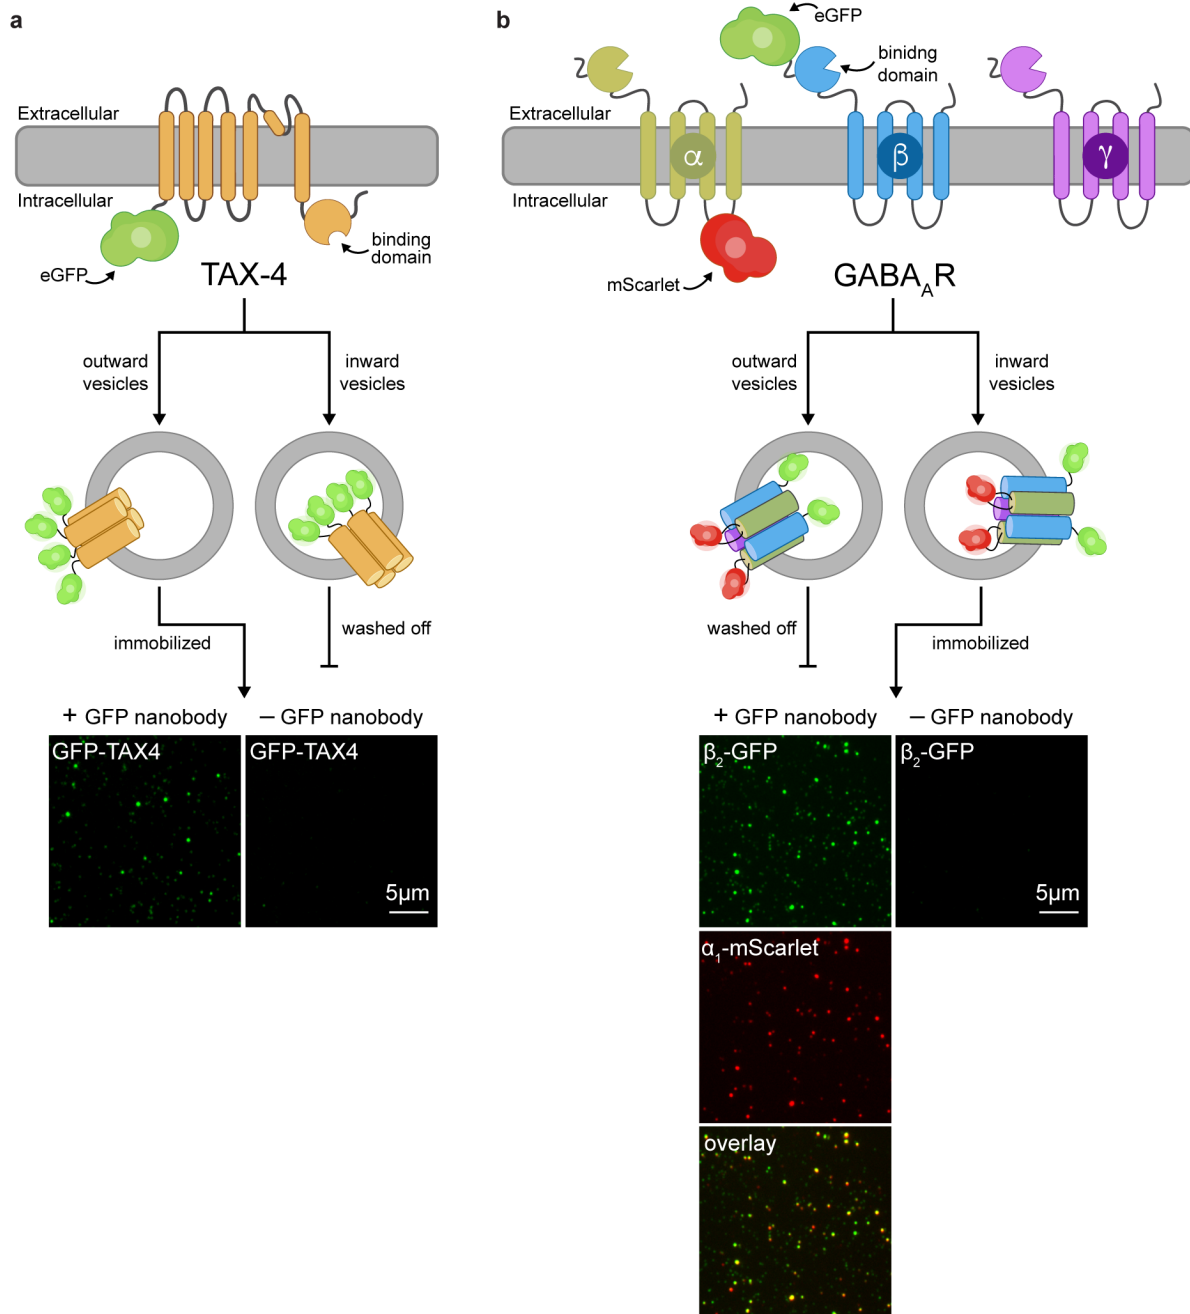 a
Extracellular
Intracellular
eGFP
binding
domain
TAX-4
outward
vesicles
inward
vesicles
immobilized
washed off
+ GFP nanobody
– GFP nanobody
GFP-TAX4
GFP-TAX4
5µm
b
eGFP
binidng
domain
Extracellular
Intracellular
α
β
γ
mScarlet
GABA_AR
outward
vesicles
inward
vesicles
washed off
immobilized
+ GFP nanobody
– GFP nanobody
β₂-GFP
β₂-GFP
5µm
α₁-mScarlet
overlay